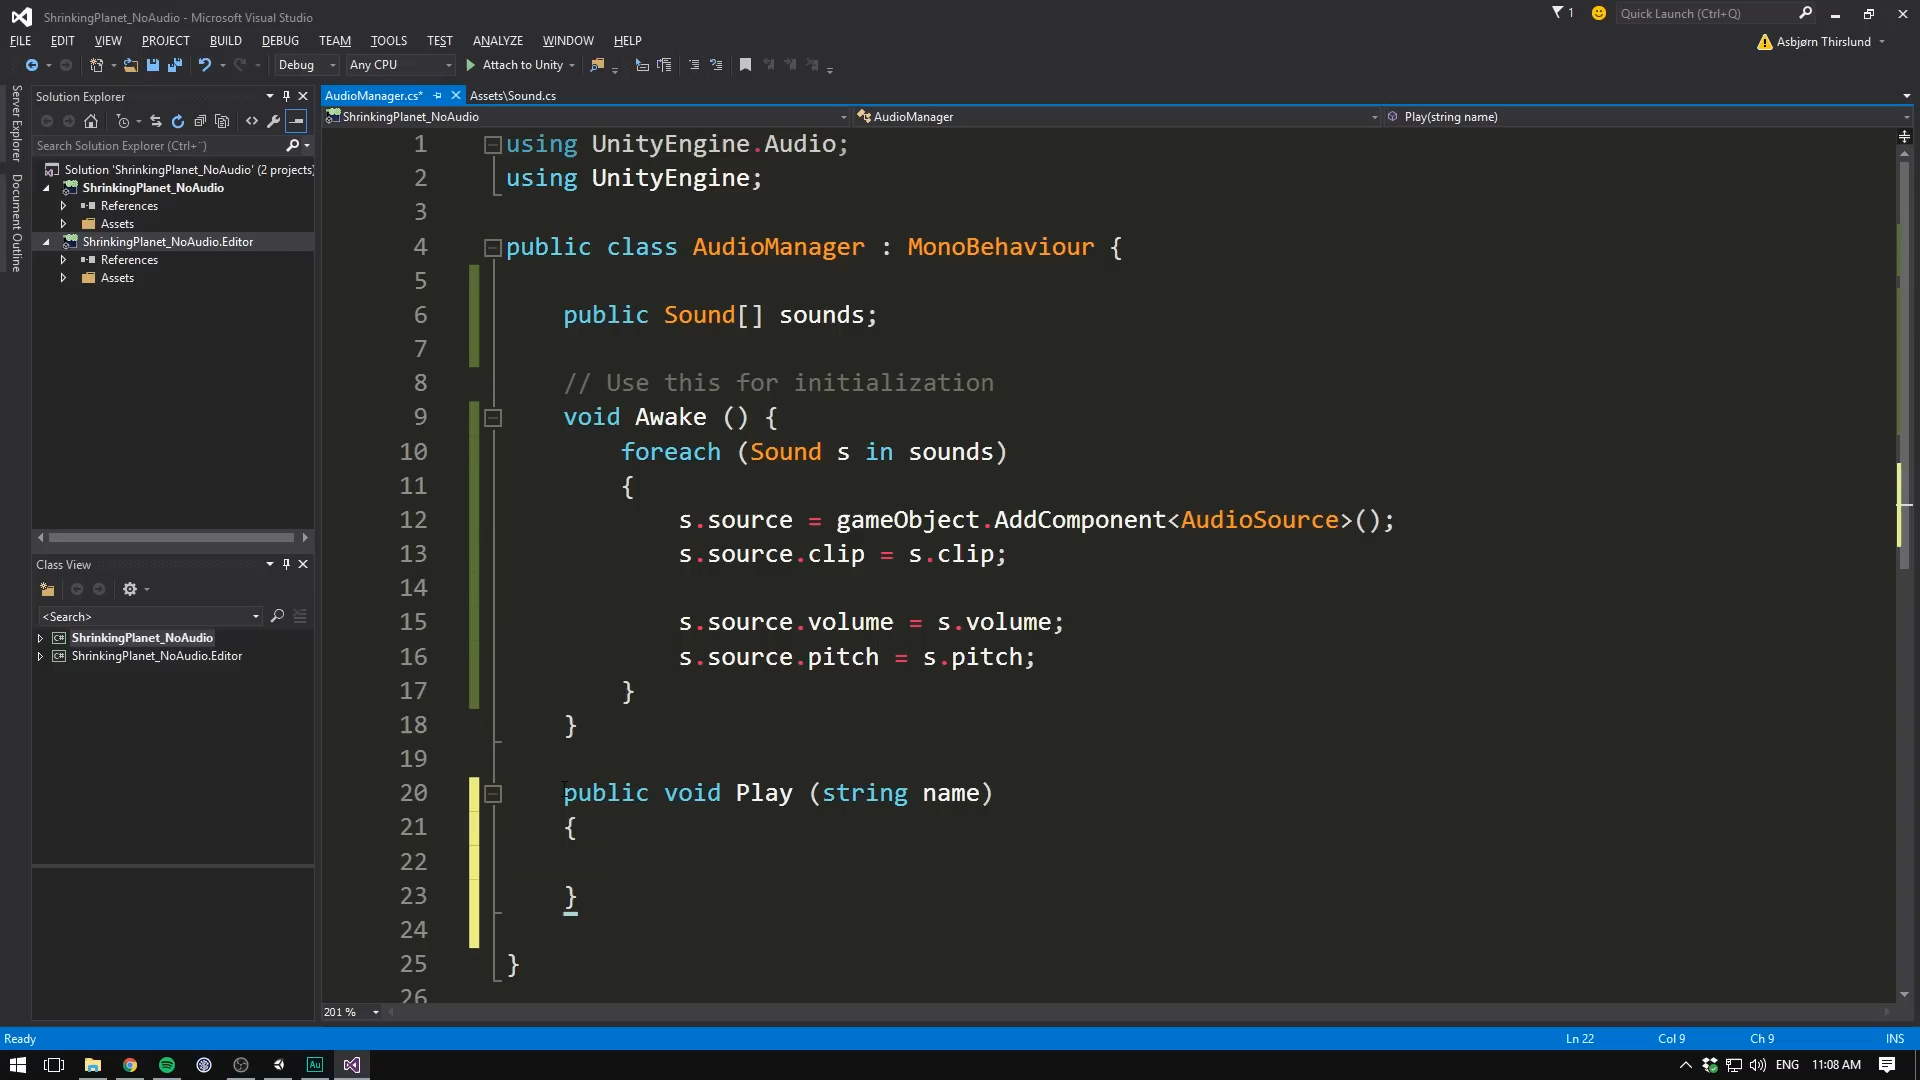 ShrinkingPlanet_NoAudio - Microsoft Visual Studio
1
Quick Launch (Ctrl+Q)
FILE EDIT VIEW PROJECT BUILD DEBUG TEAM TOOLS TEST ANALYZE WINDOW HELP
Asbjørn Thirslund
Debug Any CPU Attach to Unity
Server Explorer
Document Outline
Solution Explorer
Search Solution Explorer (Ctrl+¨)
Solution 'ShrinkingPlanet_NoAudio' (2 projects)
ShrinkingPlanet_NoAudio
References
Assets
ShrinkingPlanet_NoAudio.Editor
References
Assets
Class View
<Search>
ShrinkingPlanet_NoAudio
ShrinkingPlanet_NoAudio.Editor
AudioManager.cs* Assets\Sound.cs
ShrinkingPlanet_NoAudio AudioManager Play(string name)
1 using UnityEngine.Audio;
2 using UnityEngine;
3
4 public class AudioManager : MonoBehaviour {
5
6 public Sound[] sounds;
7
8 // Use this for initialization
9 void Awake () {
10 foreach (Sound s in sounds)
11 {
12 s.source = gameObject.AddComponent<AudioSource>();
13 s.source.clip = s.clip;
14
15 s.source.volume = s.volume;
16 s.source.pitch = s.pitch;
17 }
18 }
19
20 public void Play (string name)
21 {
22
23 }
24
25 }
26
201 %
Ready Ln 22 Col 9 Ch 9 INS
Au ENG 11:08 AM